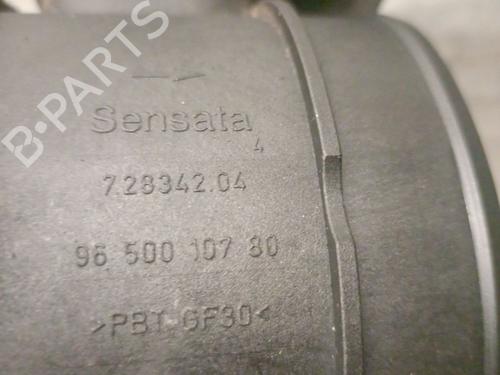 B-PARTS
Sensata
4
7.28342.04
96 500 107 80
>PBT-GF30<